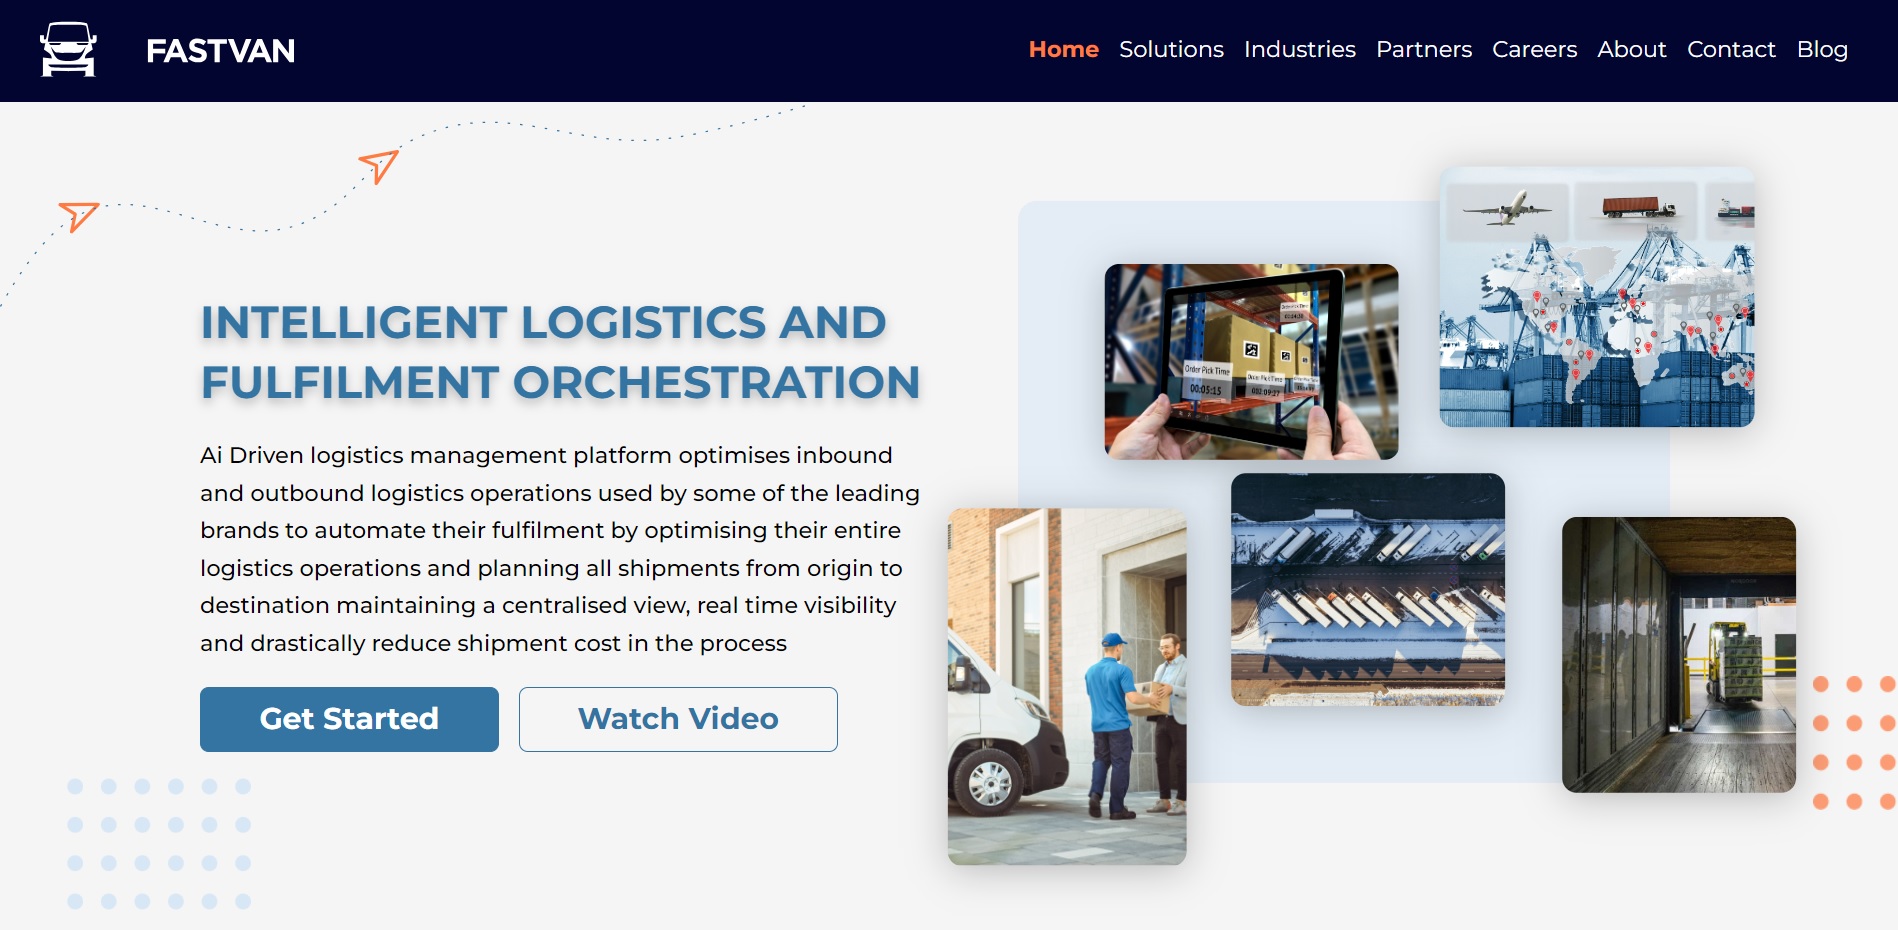 FASTVAN
Home Solutions Industries Partners Careers About Contact Blog
INTELLIGENT LOGISTICS AND
FULFILMENT ORCHESTRATION
Ai Driven logistics management platform optimises inbound
and outbound logistics operations used by some of the leading
brands to automate their fulfilment by optimising their entire
logistics operations and planning all shipments from origin to
destination maintaining a centralised view, real time visibility
and drastically reduce shipment cost in the process
Get Started
Watch Video
Order Pick Time
00:05:15
Order Pick Time